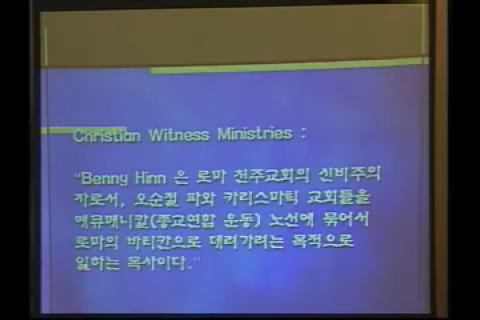 Christian Witness Ministries :
"Benny Hinn 은 로마 천주교회의 신비주의
자로서, 오순절 파와 카리스마틱 교회들을
에큐메니칼(종교연합 운동) 노선에 묶어서
로마의 바티칸으로 데려가려는 목적으로
일하는 목사이다."